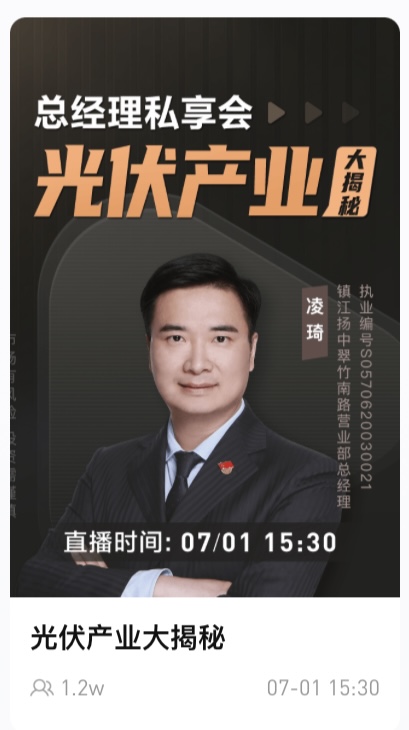 总经理私享会
光伏产业
大揭秘
凌琦
镇江扬中翠竹南路营业部总经理
执业编号S0570620030021
直播时间: 07/01 15:30
光伏产业大揭秘
1.2w
07-01 15:30